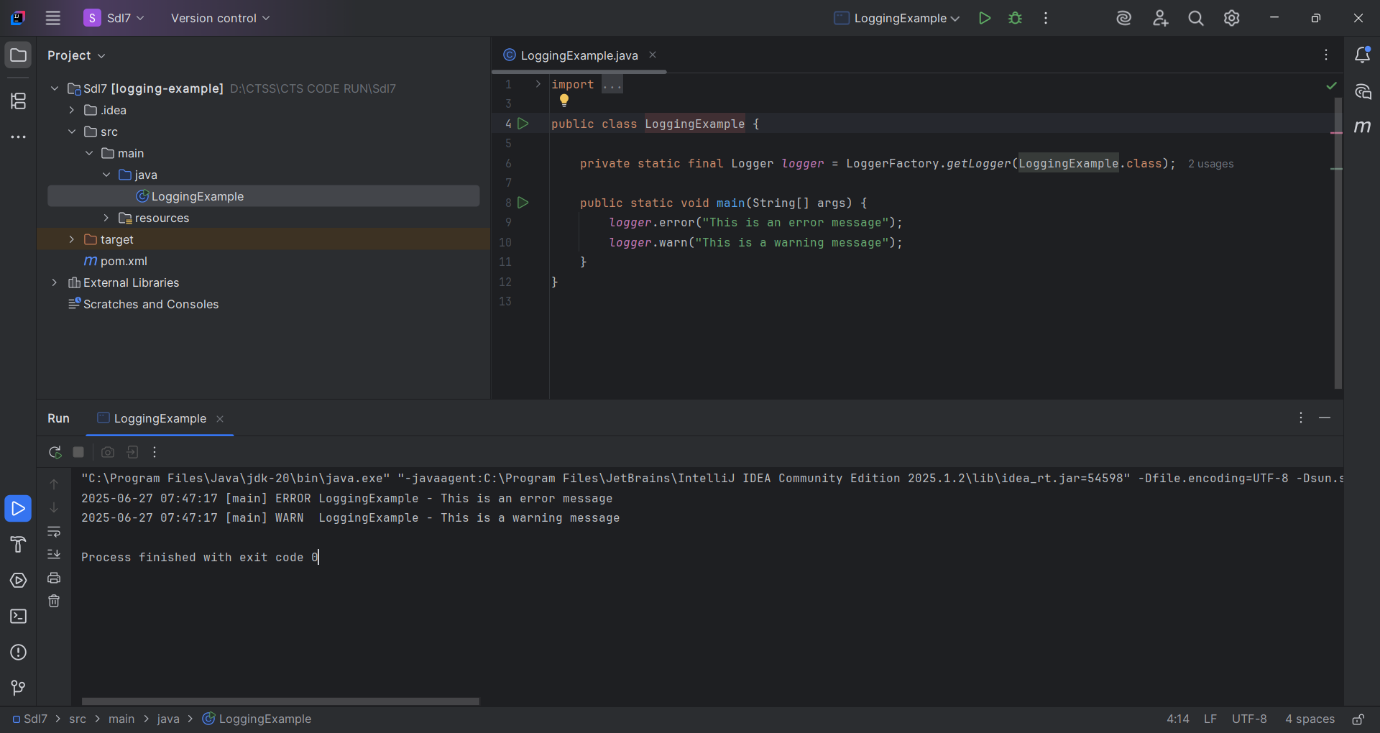 S Sdl7 Version control LoggingExample
Project
Sdl7 [logging-example] D:\CTSS\CTS CODE RUN\Sdl7
.idea
src
main
java
LoggingExample
resources
target
m pom.xml
External Libraries
Scratches and Consoles
LoggingExample.java
1 import ...
3
4 public class LoggingExample {
5
6 private static final Logger logger = LoggerFactory.getLogger(LoggingExample.class); 2 usages
7
8 public static void main(String[] args) {
9 logger.error("This is an error message");
10 logger.warn("This is a warning message");
11 }
12 }
13
m
Run LoggingExample
"C:\Program Files\Java\jdk-20\bin\java.exe" "-javaagent:C:\Program Files\JetBrains\IntelliJ IDEA Community Edition 2025.1.2\lib\idea_rt.jar=54598" -Dfile.encoding=UTF-8 -Dsun.s
2025-06-27 07:47:17 [main] ERROR LoggingExample - This is an error message
2025-06-27 07:47:17 [main] WARN  LoggingExample - This is a warning message
Process finished with exit code 0
Sdl7 > src > main > java > LoggingExample 4:14 LF UTF-8 4 spaces